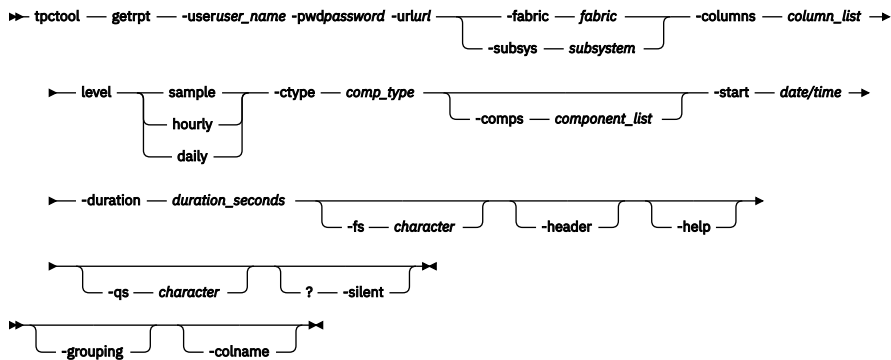 tpctool getrpt -useruser_name -pwdpassword -urlurl -fabric fabric -columns column_list
-subsys subsystem
level sample -ctype comp_type -start date/time
hourly -comps component_list
daily
-duration duration_seconds
-fs character -header -help
-qs character ? -silent
-grouping -colname